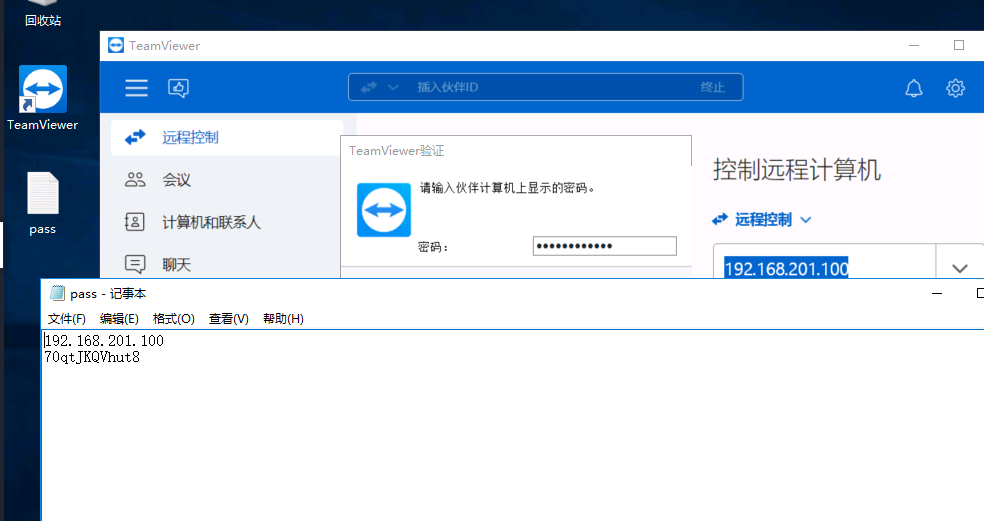 回收站
TeamViewer
pass
TeamViewer
插入伙伴ID
终止
远程控制
会议
计算机和联系人
聊天
TeamViewer验证
请输入伙伴计算机上显示的密码。
密码:
••••••••••••
控制远程计算机
远程控制
192.168.201.100
pass - 记事本
文件(F) 编辑(E) 格式(O) 查看(V) 帮助(H)
192.168.201.100
70qtJKQVhut8